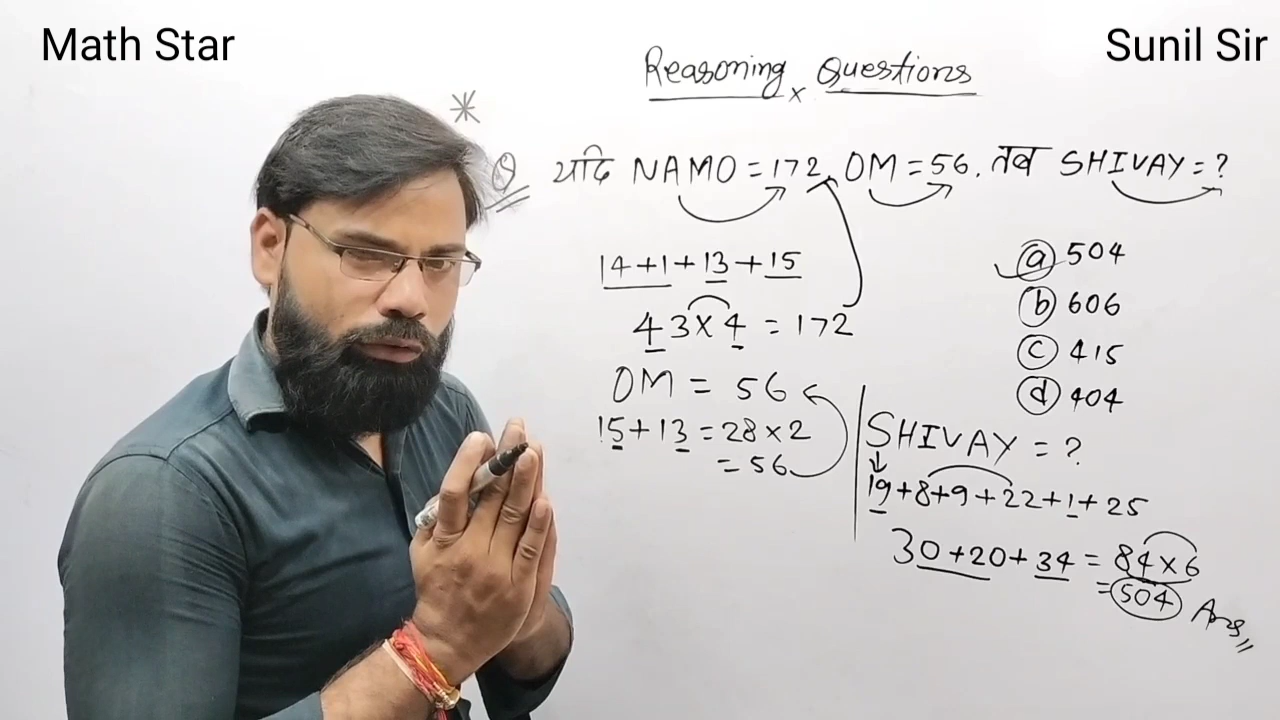 Math Star
Sunil Sir
Reasoning Questions
Q यदि NAMO = 172, OM = 56. तब SHIVAY = ?
14+1+13+15
43×4 = 172
OM = 56
15+13 = 28×2
= 56
ⓐ 504
ⓑ 606
ⓒ 415
ⓓ 404
SHIVAY = ?
19+8+9+22+1+25
30+20+34 = 84×6
= 504 Ans